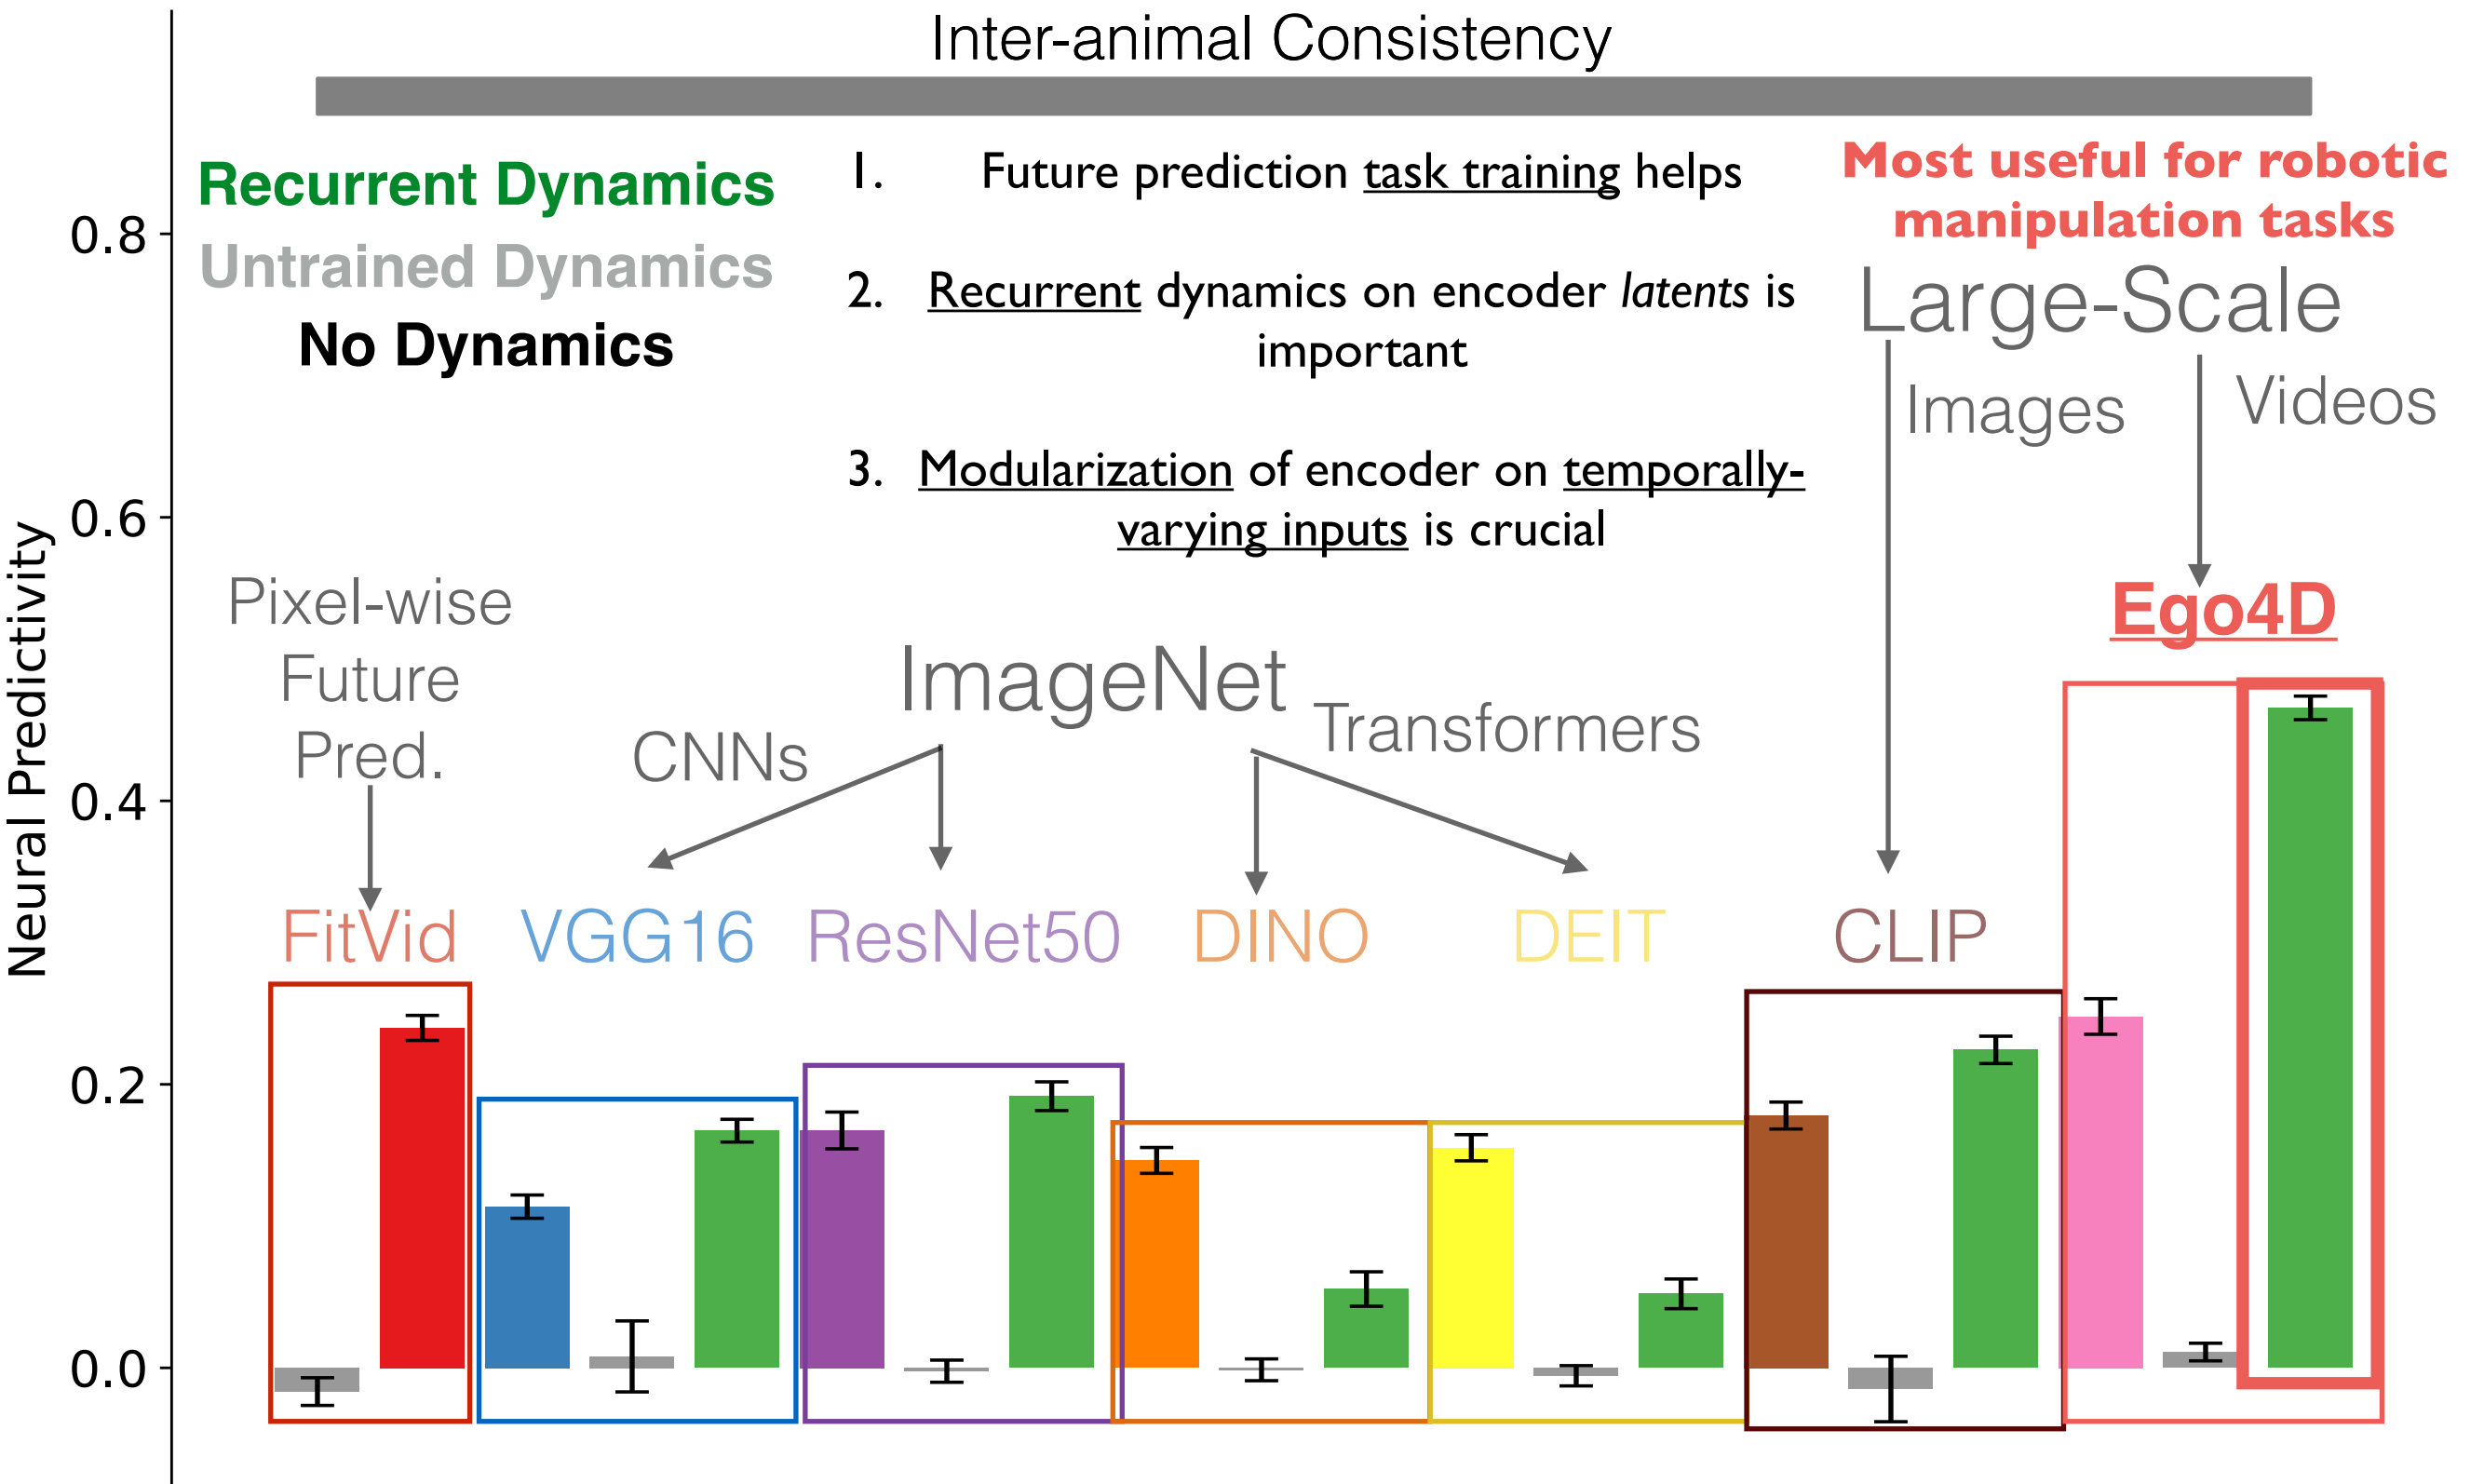 Inter-animal Consistency
Recurrent Dynamics
Untrained Dynamics
No Dynamics
1. Future prediction task training helps
2. Recurrent dynamics on encoder latents is
important
3. Modularization of encoder on temporally-
varying inputs is crucial
Most useful for robotic
manipulation tasks
Large-Scale
Images
Videos
Ego4D
Pixel-wise
Future
Pred.
ImageNet
CNNs
Transformers
FitVid
VGG16
ResNet50
DINO
DEIT
CLIP
Neural Predictivity
0.8
0.6
0.4
0.2
0.0